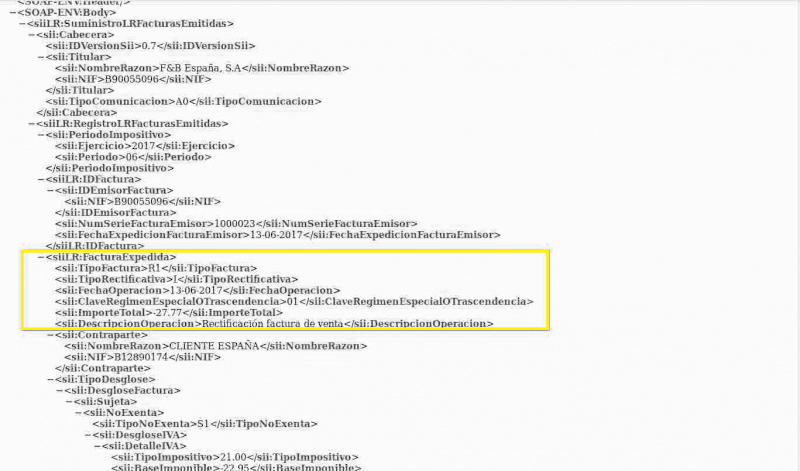 <SOAP-ENV:Header/>
−<SOAP-ENV:Body>
−<siiLR:SuministroLRFacturasEmitidas>
−<sii:Cabecera>
<sii:IDVersionSii>0.7</sii:IDVersionSii>
−<sii:Titular>
<sii:NombreRazon>F&B España, S.A</sii:NombreRazon>
<sii:NIF>B90055096</sii:NIF>
</sii:Titular>
<sii:TipoComunicacion>A0</sii:TipoComunicacion>
</sii:Cabecera>
−<siiLR:RegistroLRFacturasEmitidas>
−<sii:PeriodoImpositivo>
<sii:Ejercicio>2017</sii:Ejercicio>
<sii:Periodo>06</sii:Periodo>
</sii:PeriodoImpositivo>
−<siiLR:IDFactura>
−<sii:IDEmisorFactura>
<sii:NIF>B90055096</sii:NIF>
</sii:IDEmisorFactura>
<sii:NumSerieFacturaEmisor>1000023</sii:NumSerieFacturaEmisor>
<sii:FechaExpedicionFacturaEmisor>13-06-2017</sii:FechaExpedicionFacturaEmisor>
</siiLR:IDFactura>
−<siiLR:FacturaExpedida>
<sii:TipoFactura>R1</sii:TipoFactura>
<sii:TipoRectificativa>I</sii:TipoRectificativa>
<sii:FechaOperacion>13-06-2017</sii:FechaOperacion>
<sii:ClaveRegimenEspecialOTrascendencia>01</sii:ClaveRegimenEspecialOTrascendencia>
<sii:ImporteTotal>-27.77</sii:ImporteTotal>
<sii:DescripcionOperacion>Rectificación factura de venta</sii:DescripcionOperacion>
−<sii:Contraparte>
<sii:NombreRazon>CLIENTE ESPAÑA</sii:NombreRazon>
<sii:NIF>B12890174</sii:NIF>
</sii:Contraparte>
−<sii:TipoDesglose>
−<sii:DesgloseFactura>
−<sii:Sujeta>
−<sii:NoExenta>
<sii:TipoNoExenta>S1</sii:TipoNoExenta>
−<sii:DesgloseIVA>
−<sii:DetalleIVA>
<sii:TipoImpositivo>21.00</sii:TipoImpositivo>
<sii:BaseImponible>-22.95</sii:BaseImponible>